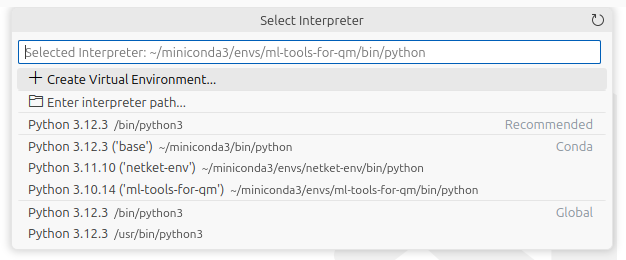 Select Interpreter
Selected Interpreter: ~/miniconda3/envs/ml-tools-for-qm/bin/python
Create Virtual Environment...
Enter interpreter path...
Python 3.12.3 /bin/python3 Recommended
Python 3.12.3 ('base') ~/miniconda3/bin/python Conda
Python 3.11.10 ('netket-env') ~/miniconda3/envs/netket-env/bin/python
Python 3.10.14 ('ml-tools-for-qm') ~/miniconda3/envs/ml-tools-for-qm/bin/python
Python 3.12.3 /bin/python3 Global
Python 3.12.3 /usr/bin/python3